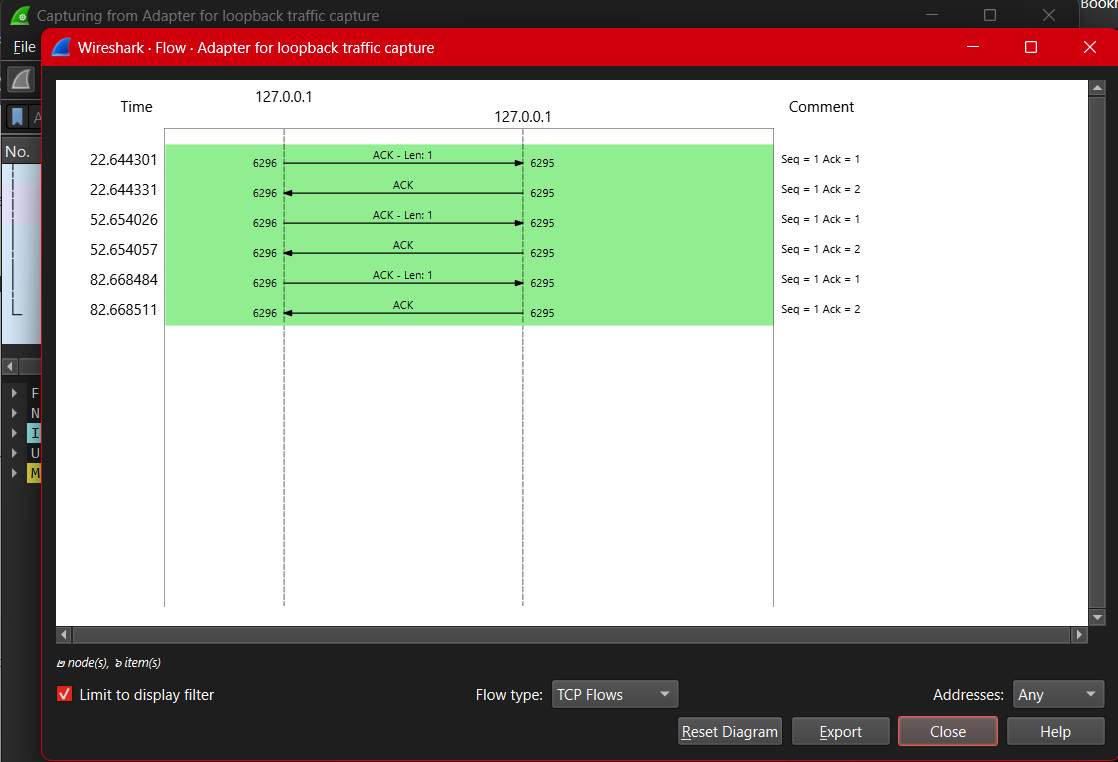 Capturing from Adapter for loopback traffic capture
File
Wireshark · Flow · Adapter for loopback traffic capture
No.
Time
127.0.0.1
127.0.0.1
Comment
22.644301 6296 ACK - Len: 1 6295 Seq = 1 Ack = 1
22.644331 6296 ACK 6295 Seq = 1 Ack = 2
52.654026 6296 ACK - Len: 1 6295 Seq = 1 Ack = 1
52.654057 6296 ACK 6295 Seq = 1 Ack = 2
82.668484 6296 ACK - Len: 1 6295 Seq = 1 Ack = 1
82.668511 6296 ACK 6295 Seq = 1 Ack = 2
F
N
I
U
M
๒ node(s), ๖ item(s)
Limit to display filter
Flow type: TCP Flows
Addresses: Any
Reset Diagram
Export
Close
Help